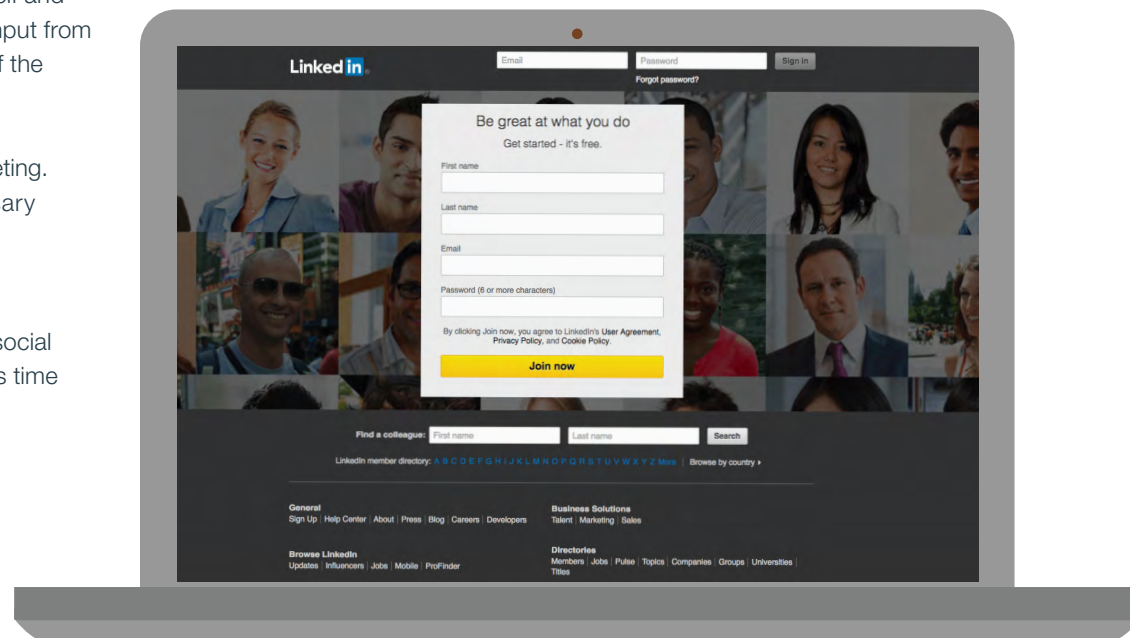 nput from
f the
eting.
ary
social
s time
Linked in
Email
Password
Sign In
Forgot password?
Be great at what you do
Get started - it's free.
First name
Last name
Email
Password (6 or more characters)
By clicking Join now, you agree to LinkedIn's User Agreement,
Privacy Policy, and Cookie Policy.
Join now
Find a colleague: First name Last name Search
LinkedIn member directory: A B C D E F G H I J K L M N O P Q R S T U V W X Y Z More | Browse by country ›
General
Sign Up | Help Center | About | Press | Blog | Careers | Developers
Business Solutions
Talent | Marketing | Sales
Browse LinkedIn
Updates | Influencers | Jobs | Mobile | ProFinder
Directories
Members | Jobs | Pulse | Topics | Companies | Groups | Universities |
Titles